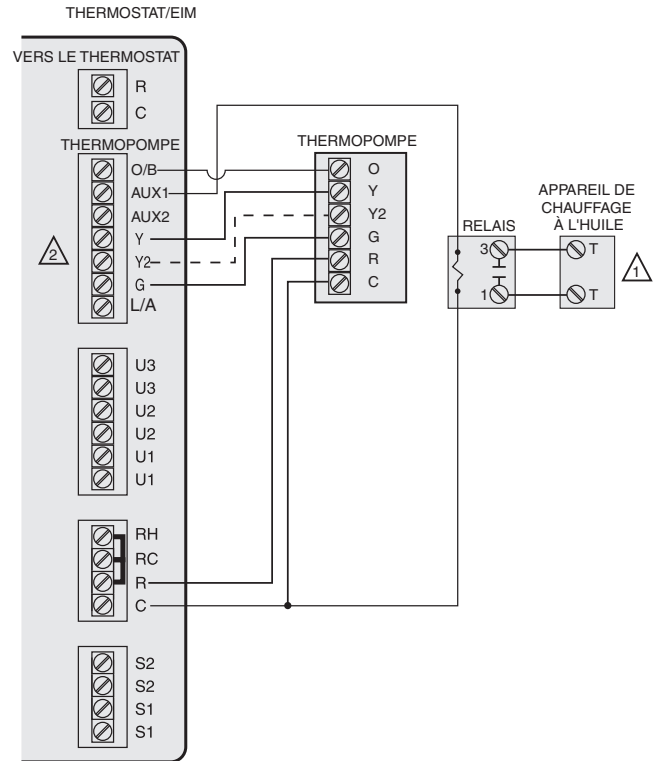 THERMOSTAT/EIM
VERS LE THERMOSTAT
R
C
THERMOPOMPE
O/B
AUX1
AUX2
Y
Y2
G
L/A
2
U3
U3
U2
U2
U1
U1
RH
RC
R
C
S2
S2
S1
S1
THERMOPOMPE
O
Y
Y2
G
R
C
RELAIS
3
1
APPAREIL DE
CHAUFFAGE
À L'HUILE
T
T
1